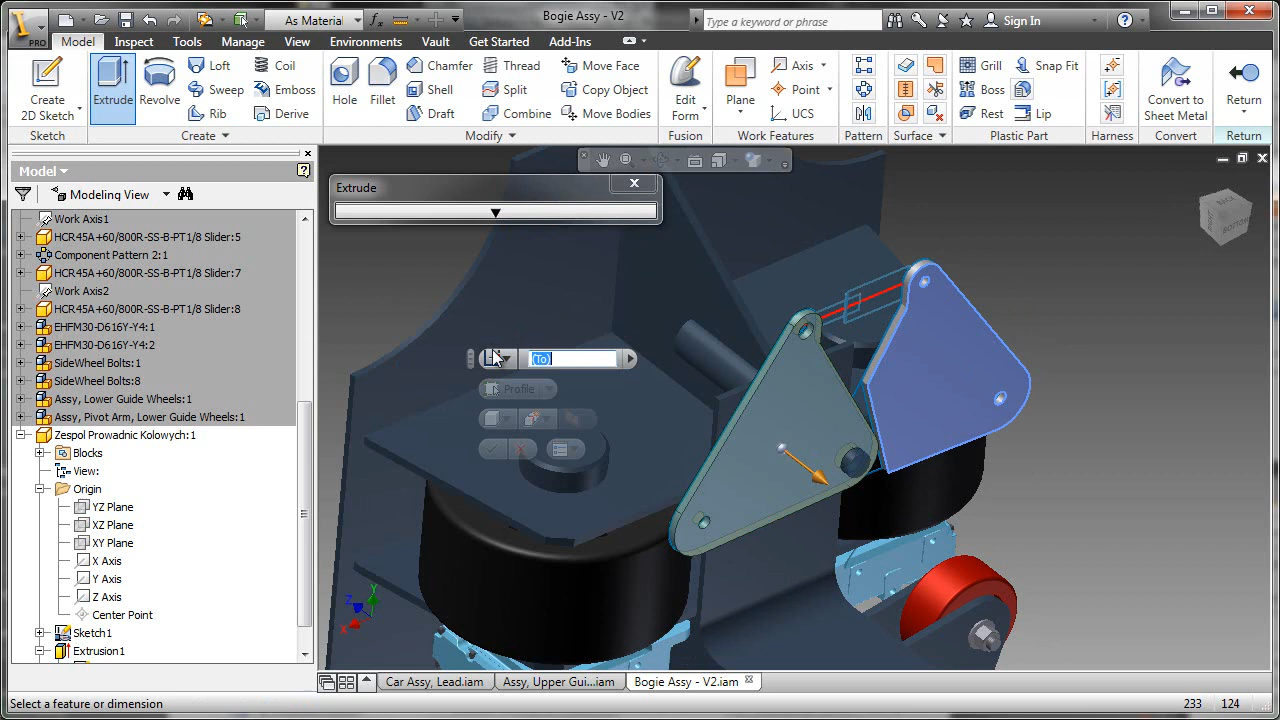 As Material
Bogie Assy - V2
Type a keyword or phrase
Sign In
PRO
Model Inspect Tools Manage View Environments Vault Get Started Add-Ins
Create 2D Sketch
Extrude
Revolve
Loft
Sweep
Rib
Coil
Emboss
Derive
Hole
Fillet
Chamfer
Shell
Draft
Thread
Split
Combine
Move Face
Copy Object
Move Bodies
Edit Form
Plane
Axis
Point
UCS
Grill
Boss
Rest
Snap Fit
Lip
Convert to Sheet Metal
Return
Sketch Create Modify Fusion Work Features Pattern Surface Plastic Part Harness Convert Return
Model
Modeling View
Work Axis1
HCR45A+60/800R-SS-B-PT1/8 Slider:5
Component Pattern 2:1
HCR45A+60/800R-SS-B-PT1/8 Slider:7
Work Axis2
HCR45A+60/800R-SS-B-PT1/8 Slider:8
EHFM30-D616Y-Y4:1
EHFM30-D616Y-Y4:2
SideWheel Bolts:1
SideWheel Bolts:8
Assy, Lower Guide Wheels:1
Assy, Pivot Arm, Lower Guide Wheels:1
Zespol Prowadnic Kolowych:1
Blocks
View:
Origin
YZ Plane
XZ Plane
XY Plane
X Axis
Y Axis
Z Axis
Center Point
Sketch1
Extrusion1
Extrude
(To)
Profile
BACK
BOTTOM
Z
Y
X
Car Assy, Lead.iam
Assy, Upper Gui...iam
Bogie Assy - V2.iam
Select a feature or dimension
233 124